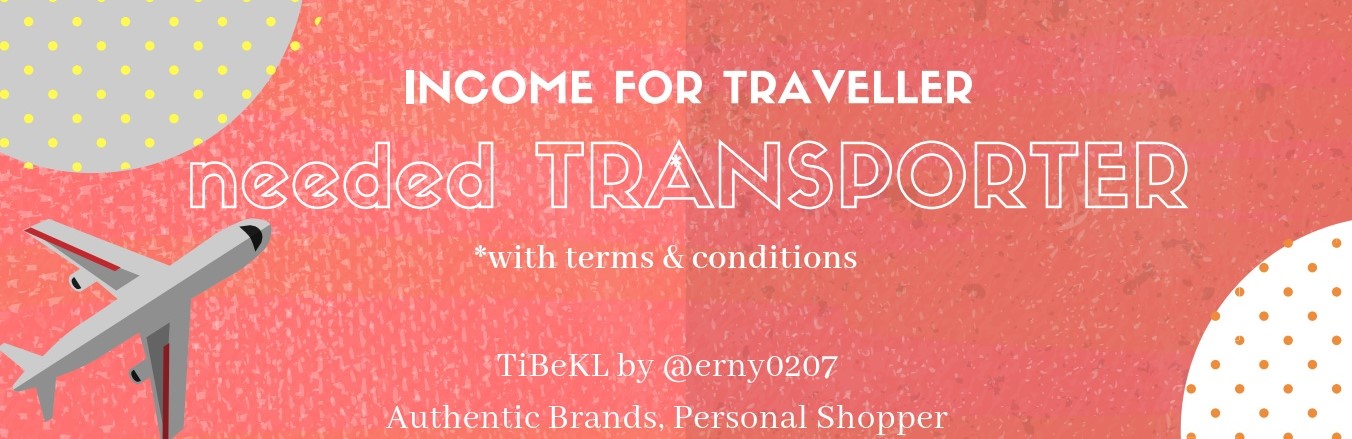 INCOME FOR TRAVELLER
needed TRANSPORTER
*with terms & conditions
TiBeKL by @erny0207
Authentic Brands, Personal Shopper